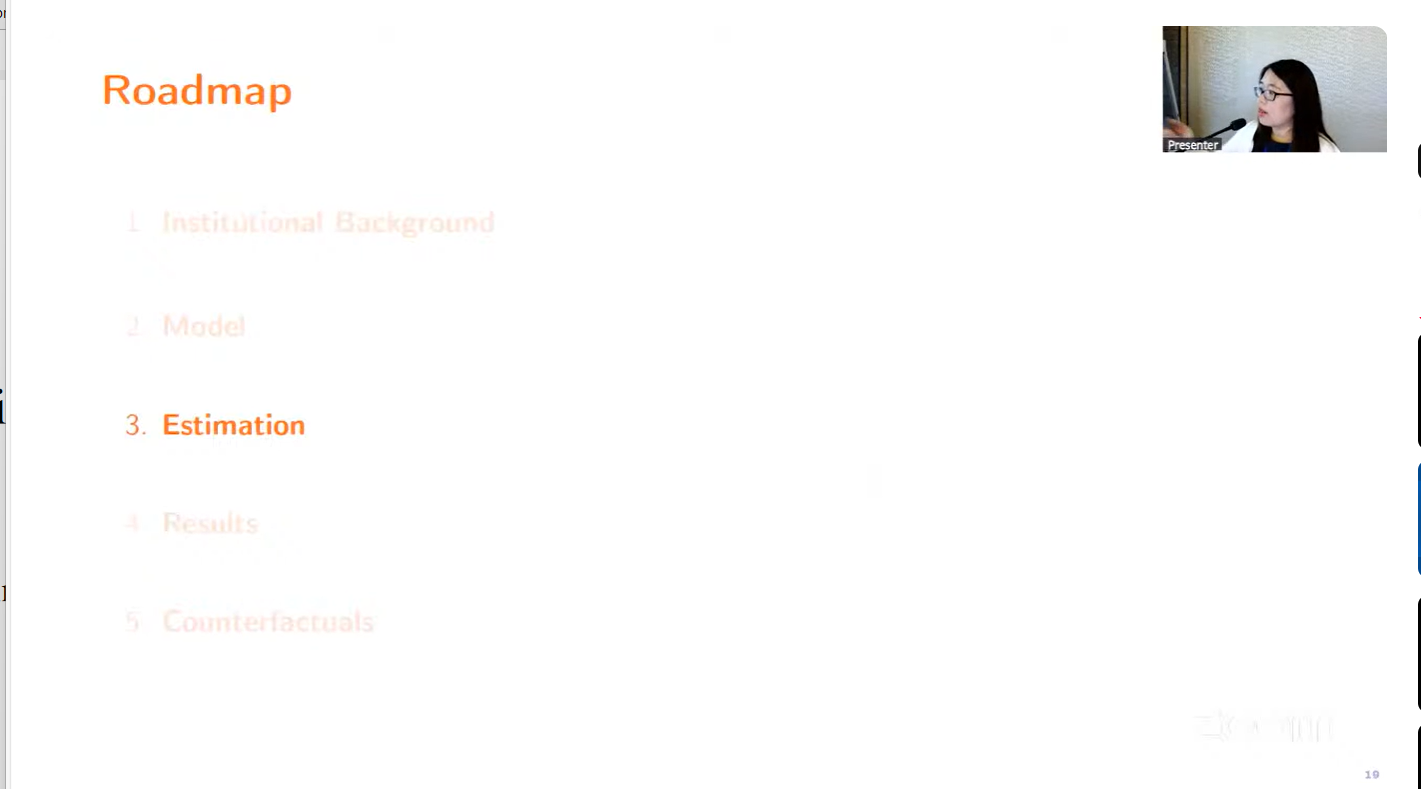 Roadmap
Presenter
1. Institutional Background
2. Model
3. Estimation
4. Results
5. Counterfactuals
19